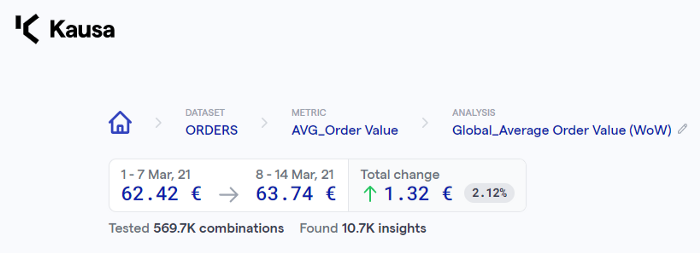 Kausa
DATASET METRIC ANALYSIS
ORDERS AVG_Order Value Global_Average Order Value (WoW)
1 - 7 Mar, 21 8 - 14 Mar, 21 Total change
62.42 € → 63.74 € ↑ 1.32 € 2.12%
Tested 569.7K combinations Found 10.7K insights